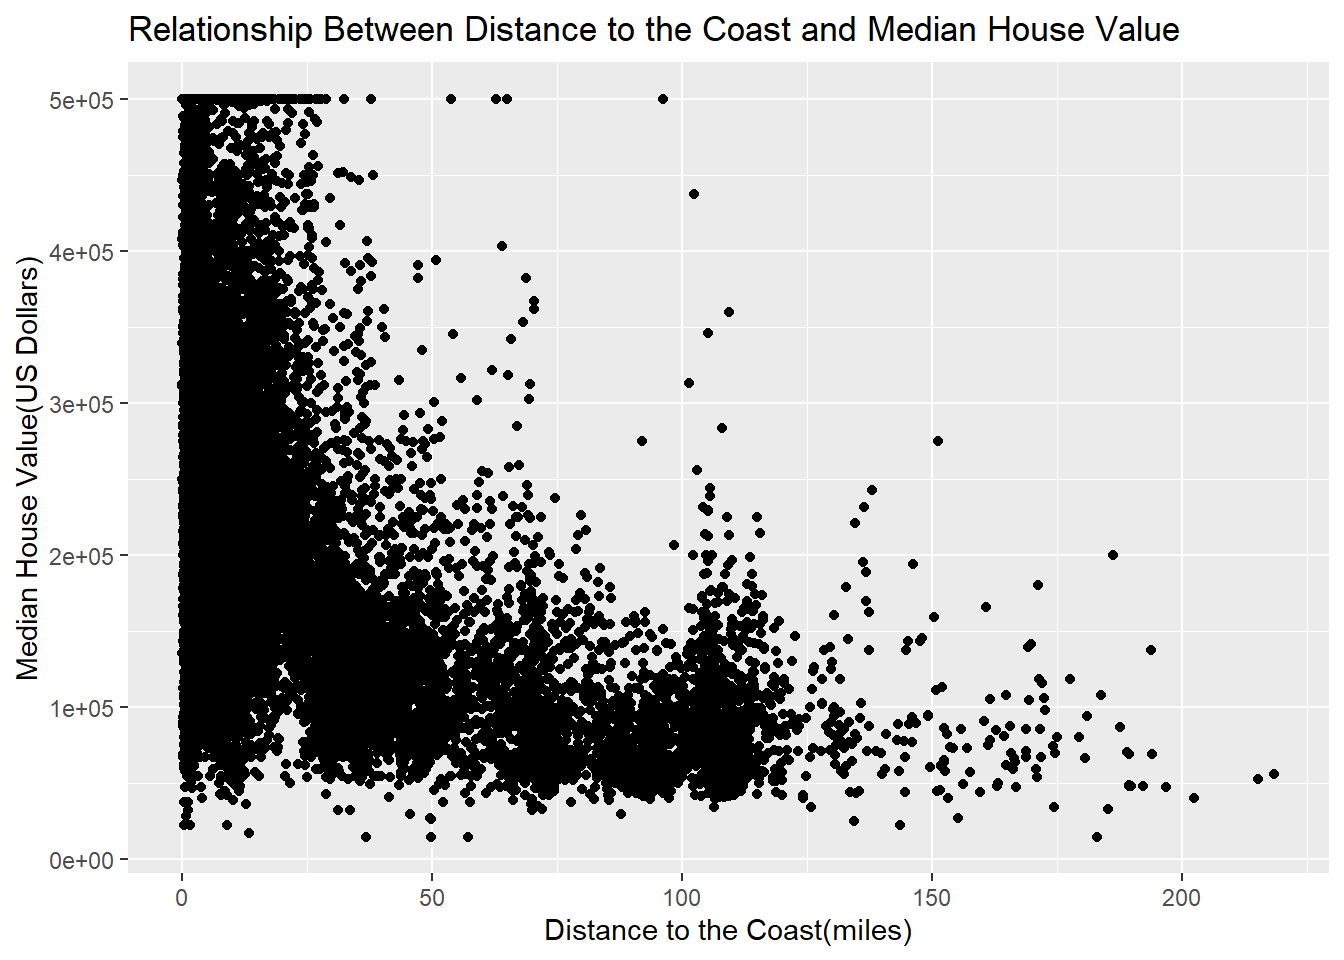 Relationship Between Distance to the Coast and Median House Value
Median House Value(US Dollars)
5e+05
4e+05
3e+05
2e+05
1e+05
0e+00
0
50
100
150
200
Distance to the Coast(miles)